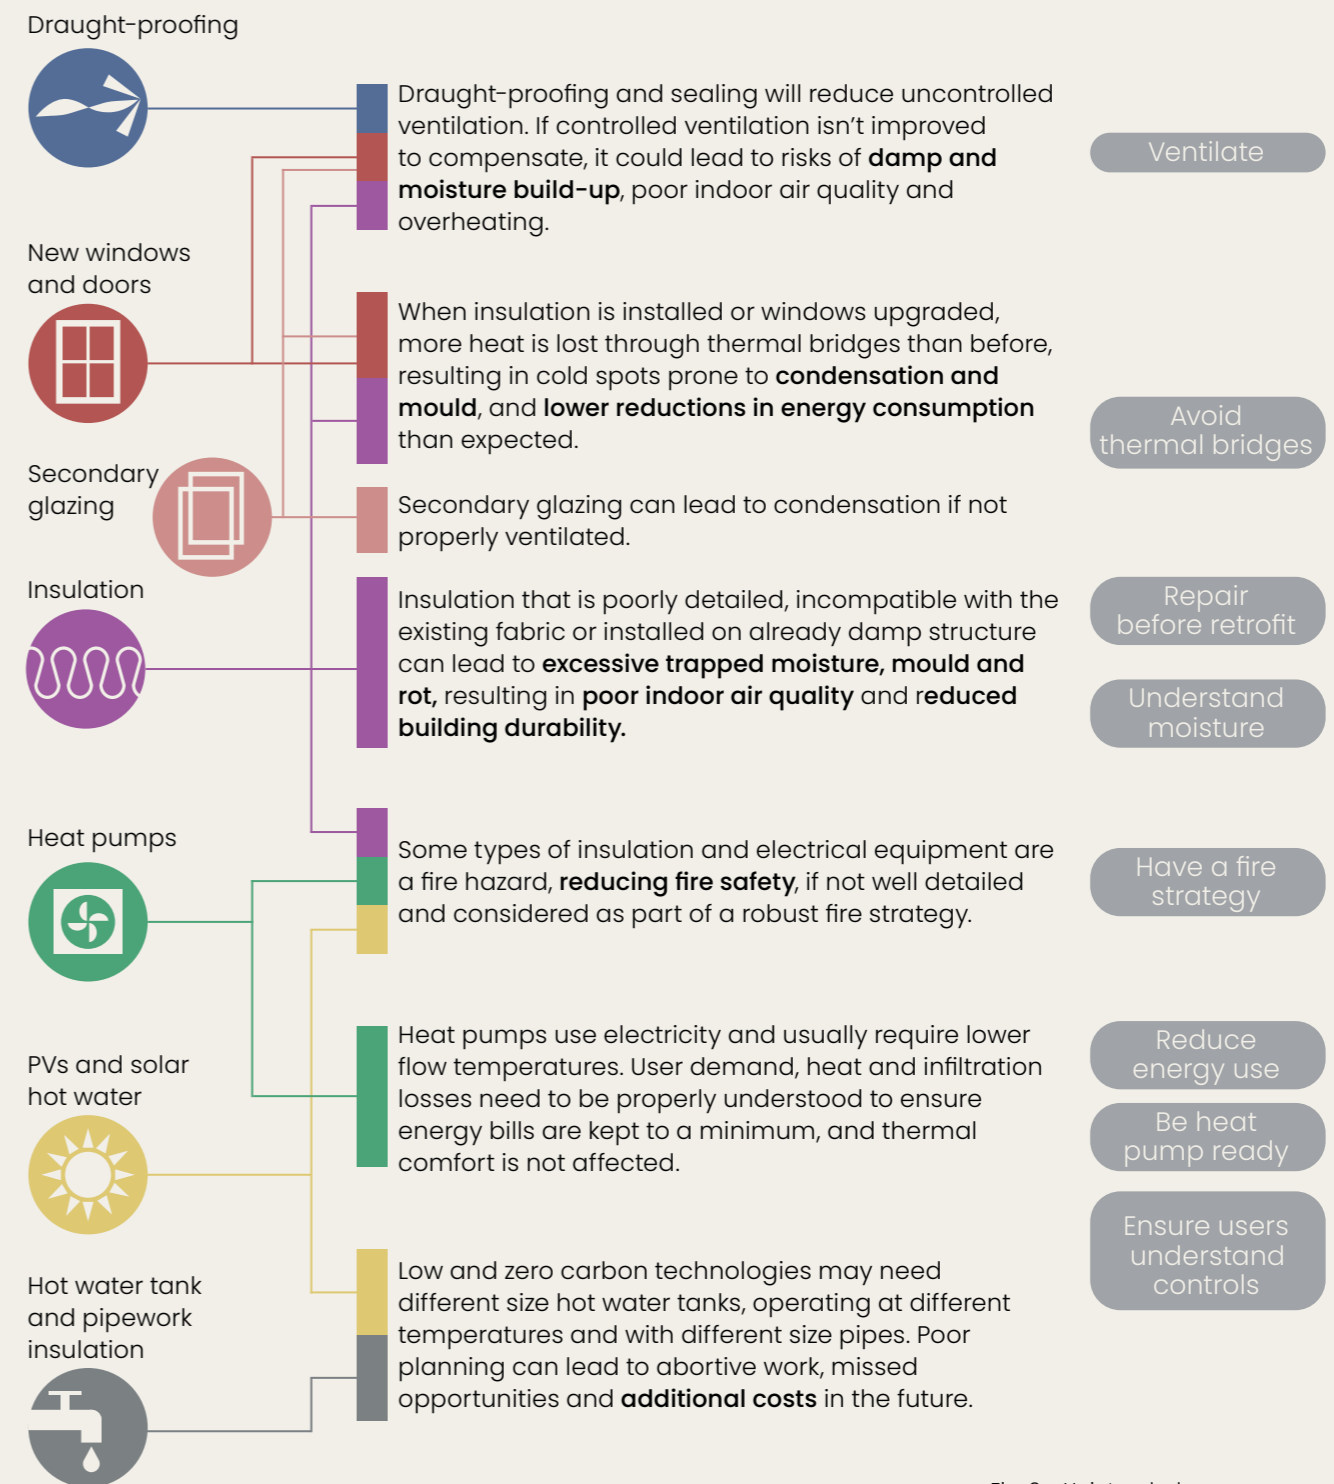 Draught-proofing
Draught-proofing and sealing will reduce uncontrolled
ventilation. If controlled ventilation isn't improved
to compensate, it could lead to risks of damp and
moisture build-up, poor indoor air quality and
overheating.
Ventilate
New windows
and doors
When insulation is installed or windows upgraded,
more heat is lost through thermal bridges than before,
resulting in cold spots prone to condensation and
mould, and lower reductions in energy consumption
than expected.
Avoid
thermal bridges
Secondary
glazing
Secondary glazing can lead to condensation if not
properly ventilated.
Insulation
Insulation that is poorly detailed, incompatible with the
existing fabric or installed on already damp structure
can lead to excessive trapped moisture, mould and
rot, resulting in poor indoor air quality and reduced
building durability.
Repair
before retrofit
Understand
moisture
Heat pumps
Some types of insulation and electrical equipment are
a fire hazard, reducing fire safety, if not well detailed
and considered as part of a robust fire strategy.
Have a fire
strategy
Heat pumps use electricity and usually require lower
flow temperatures. User demand, heat and infiltration
losses need to be properly understood to ensure
energy bills are kept to a minimum, and thermal
comfort is not affected.
Reduce
energy use
Be heat
pump ready
Ensure users
understand
controls
PVs and solar
hot water
Hot water tank
and pipework
insulation
Low and zero carbon technologies may need
different size hot water tanks, operating at different
temperatures and with different size pipes. Poor
planning can lead to abortive work, missed
opportunities and additional costs in the future.